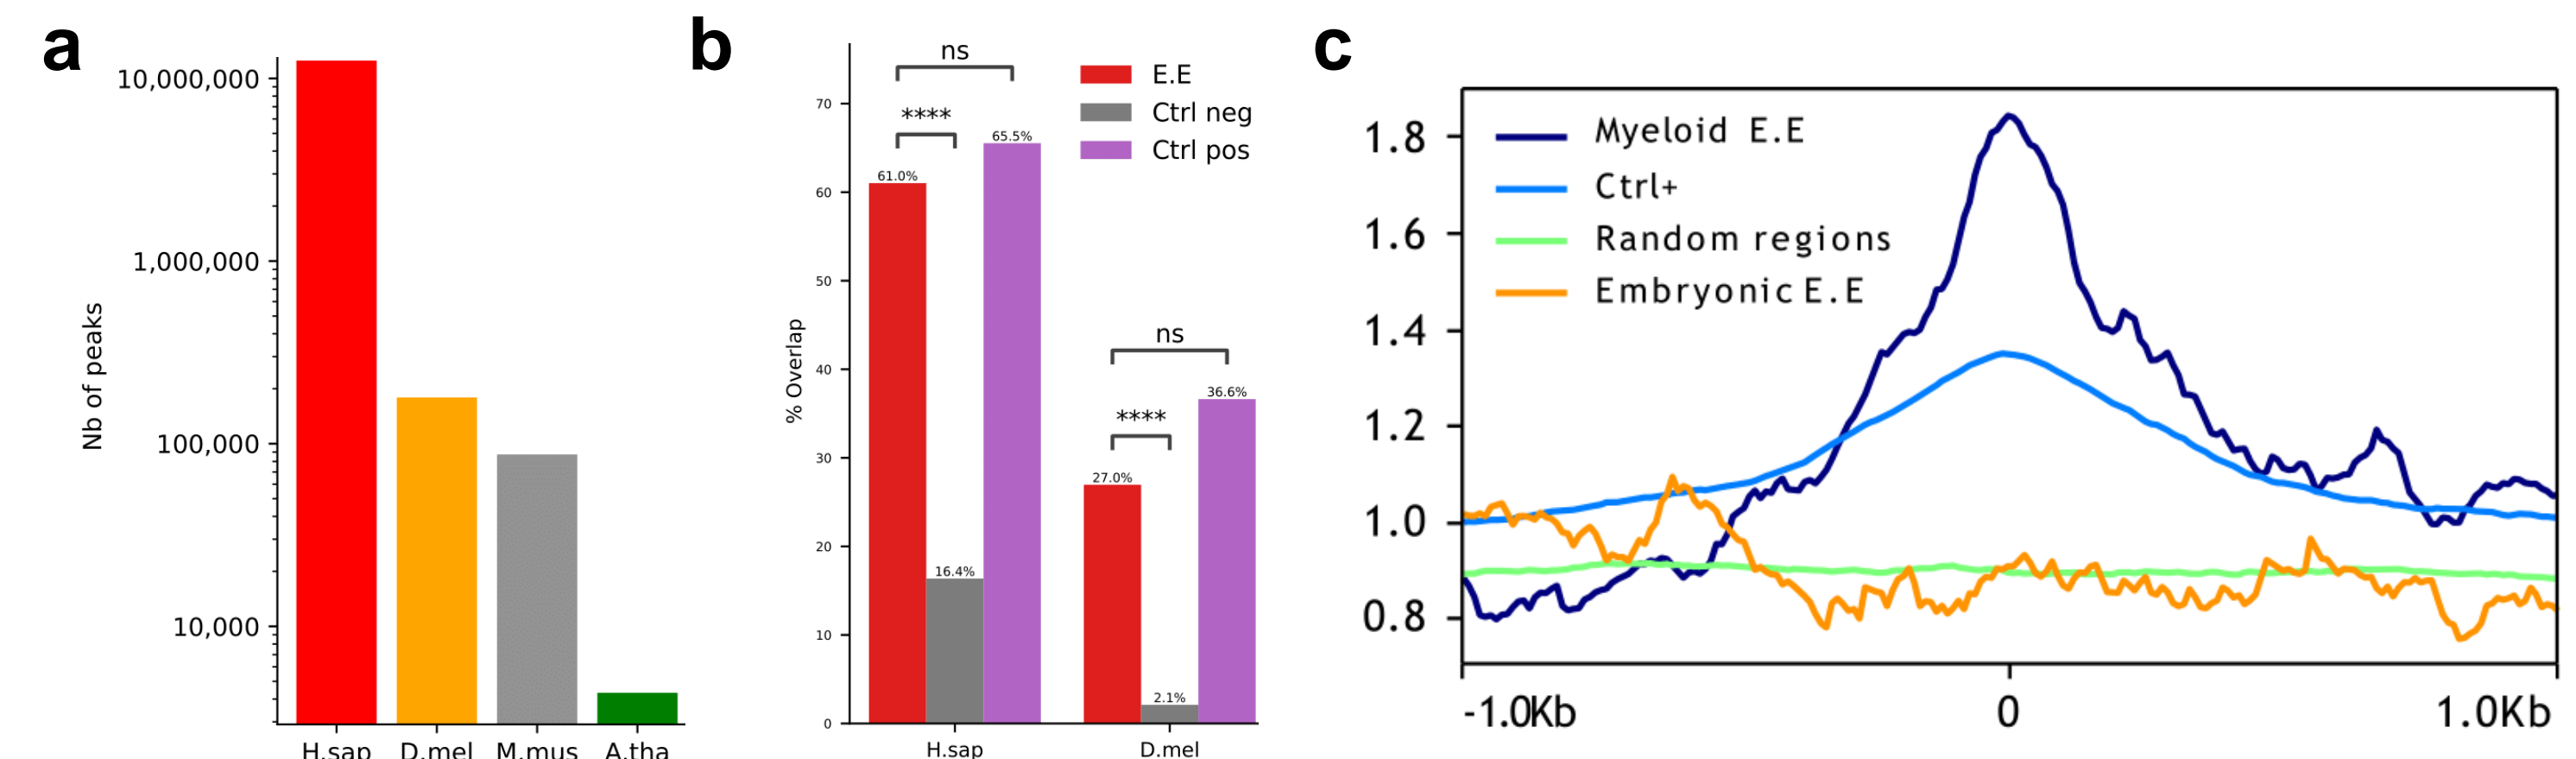 a
10,000,000
1,000,000
100,000
10,000
Nb of peaks
H.sap D.mel M.mus A.tha
b
ns
****
61.0%
16.4%
65.5%
ns
****
27.0%
2.1%
36.6%
E.E
Ctrl neg
Ctrl pos
70
60
50
40
30
20
10
0
% Overlap
H.sap D.mel
c
1.8
1.6
1.4
1.2
1.0
0.8
Myeloid E.E
Ctrl+
Random regions
Embryonic E.E
-1.0Kb 0 1.0Kb